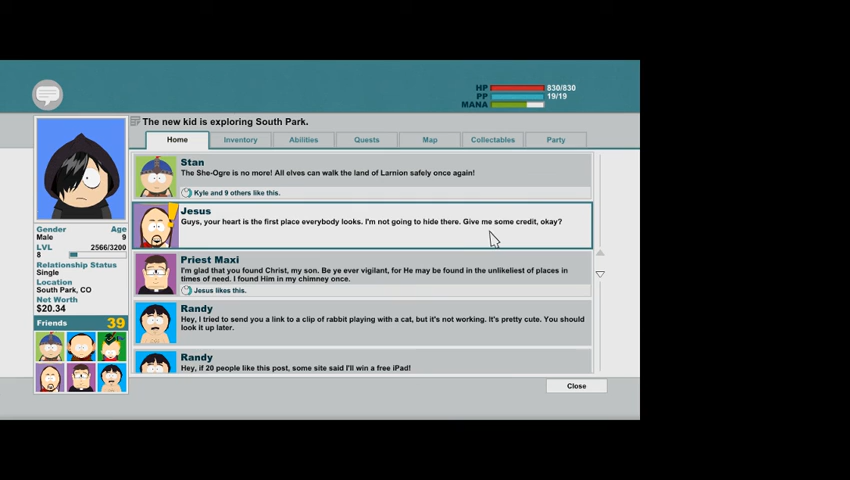 HP 830/830
PP 19/19
MANA
The new kid is exploring South Park.
Home Inventory Abilities Quests Map Collectables Party
Stan
The She-Ogre is no more! All elves can walk the land of Larnion safely once again!
Kyle and 9 others like this.
Jesus
Guys, your heart is the first place everybody looks. I'm not going to hide there. Give me some credit, okay?
Gender Age
Male 9
LVL 2566/3200
8
Relationship Status
Single
Location
South Park, CO
Net Worth
$20.34
Friends 39
Priest Maxi
I'm glad that you found Christ, my son. Be ye ever vigilant, for He may be found in the unlikeliest of places in
times of need. I found Him in my chimney once.
Jesus likes this.
Randy
Hey, I tried to send you a link to a clip of rabbit playing with a cat, but it's not working. It's pretty cute. You should
look it up later.
Randy
Hey, if 20 people like this post, some site said I'll win a free iPad!
Close